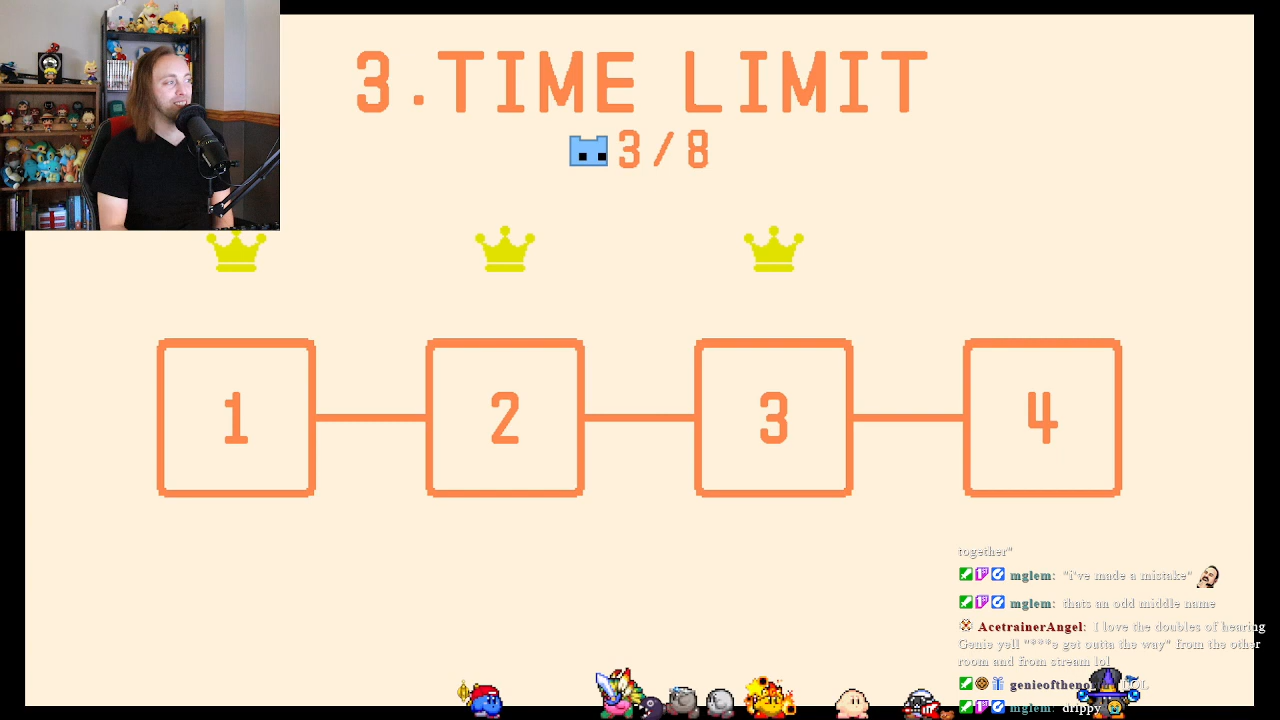 3.TIME LIMIT
3/8
1
2
3
4
together"
mglem: "i've made a mistake"
mglem: thats an odd middle name
AcetrainerAngel: I love the doubles of hearing
Genie yell "***e get outta the way" from the other
room and from stream lol
mglem: drippy